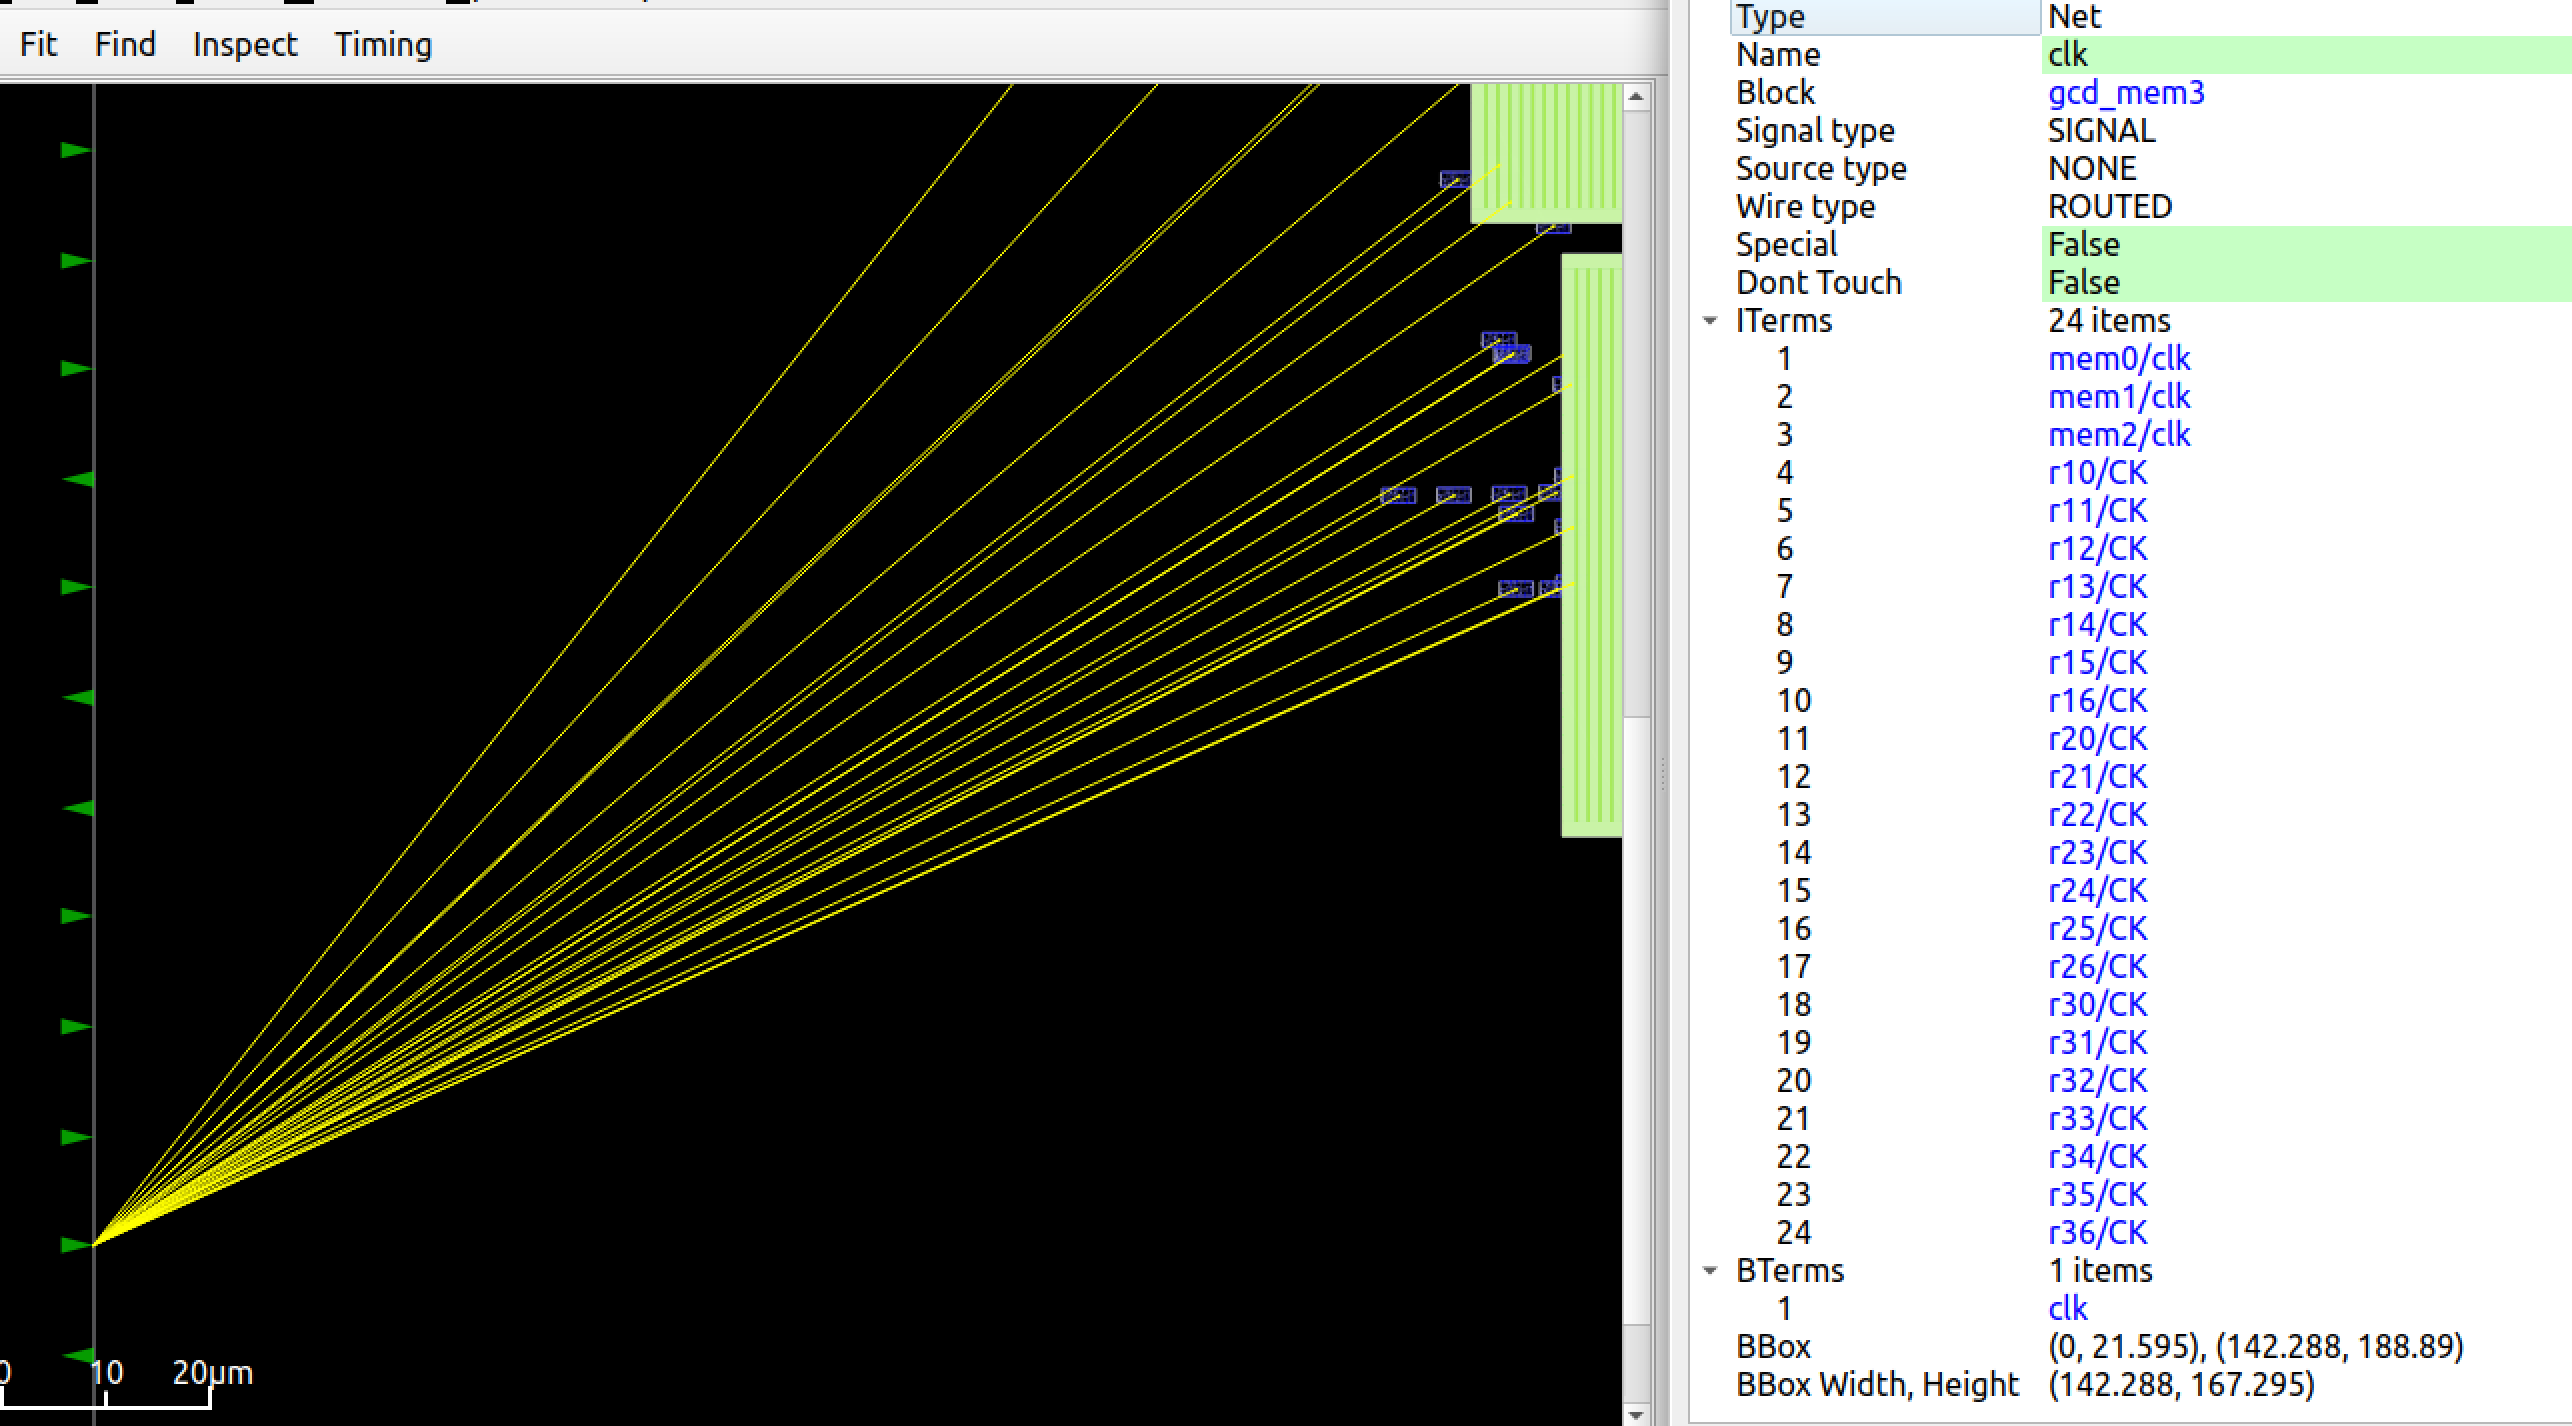 Fit Find Inspect Timing
0 10 20µm
Type Net
Name clk
Block gcd_mem3
Signal type SIGNAL
Source type NONE
Wire type ROUTED
Special False
Dont Touch False
ITerms 24 items
1 mem0/clk
2 mem1/clk
3 mem2/clk
4 r10/CK
5 r11/CK
6 r12/CK
7 r13/CK
8 r14/CK
9 r15/CK
10 r16/CK
11 r20/CK
12 r21/CK
13 r22/CK
14 r23/CK
15 r24/CK
16 r25/CK
17 r26/CK
18 r30/CK
19 r31/CK
20 r32/CK
21 r33/CK
22 r34/CK
23 r35/CK
24 r36/CK
BTerms 1 items
1 clk
BBox (0, 21.595), (142.288, 188.89)
BBox Width, Height (142.288, 167.295)